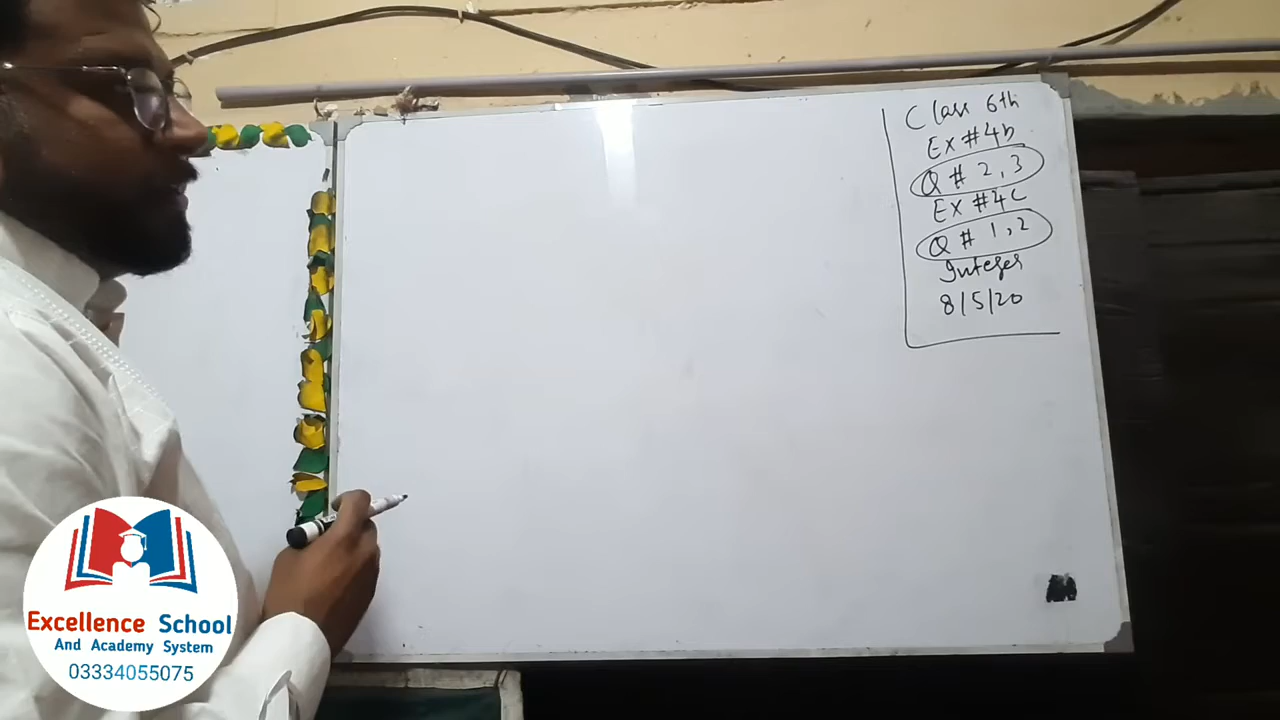 Class 6th
Ex # 4b
Q # 2, 3
Ex # 4c
Q # 1, 2
Integer
8/5/20
Excellence School
And Academy System
03334055075